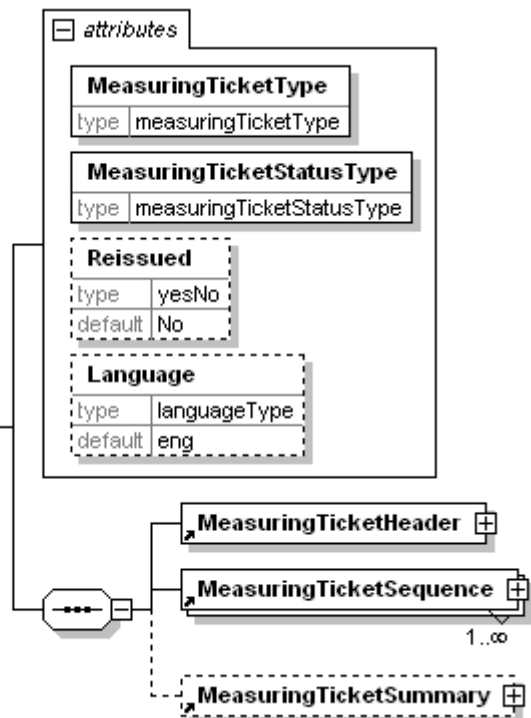 attributes
MeasuringTicketType
type measuringTicketType
MeasuringTicketStatusType
type measuringTicketStatusType
Reissued
type yesNo
default No
Language
type languageType
default eng
MeasuringTicketHeader
MeasuringTicketSequence
1..∞
MeasuringTicketSummary